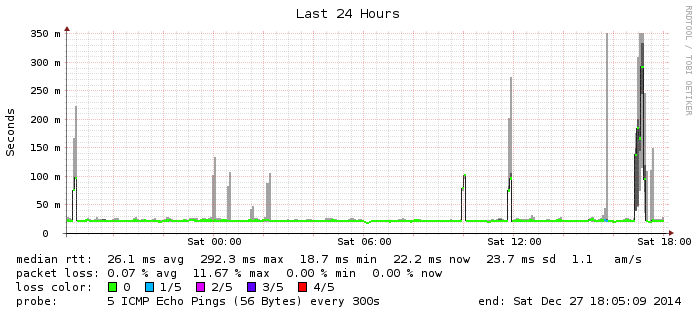 Last 24 Hours
RRDTOOL / TOBI OETIKER
Seconds
350 m
300 m
250 m
200 m
150 m
100 m
50 m
0
Sat 00:00 Sat 06:00 Sat 12:00 Sat 18:00
median rtt: 26.1 ms avg 292.3 ms max 18.7 ms min 22.2 ms now 23.7 ms sd 1.1 am/s
packet loss: 0.07 % avg 11.67 % max 0.00 % min 0.00 % now
loss color: 0 1/5 2/5 3/5 4/5
probe: 5 ICMP Echo Pings (56 Bytes) every 300s end: Sat Dec 27 18:05:09 2014